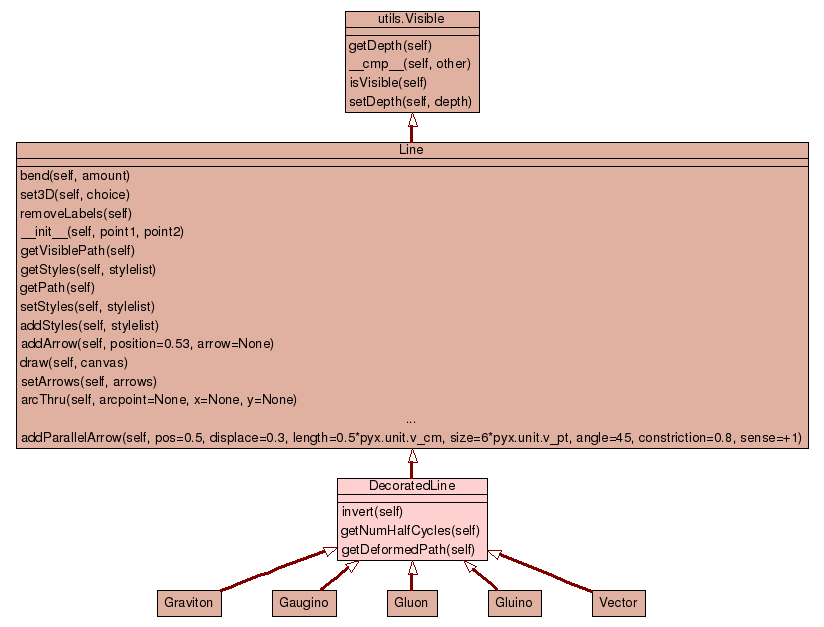 utils.Visible
getDepth(self)
__cmp__(self, other)
isVisible(self)
setDepth(self, depth)
Line
bend(self, amount)
set3D(self, choice)
removeLabels(self)
__init__(self, point1, point2)
getVisiblePath(self)
getStyles(self, stylelist)
getPath(self)
setStyles(self, stylelist)
addStyles(self, stylelist)
addArrow(self, position=0.53, arrow=None)
draw(self, canvas)
setArrows(self, arrows)
arcThru(self, arcpoint=None, x=None, y=None)
...
addParallelArrow(self, pos=0.5, displace=0.3, length=0.5*pyx.unit.v_cm, size=6*pyx.unit.v_pt, angle=45, constriction=0.8, sense=+1)
DecoratedLine
invert(self)
getNumHalfCycles(self)
getDeformedPath(self)
Graviton
Gaugino
Gluon
Gluino
Vector